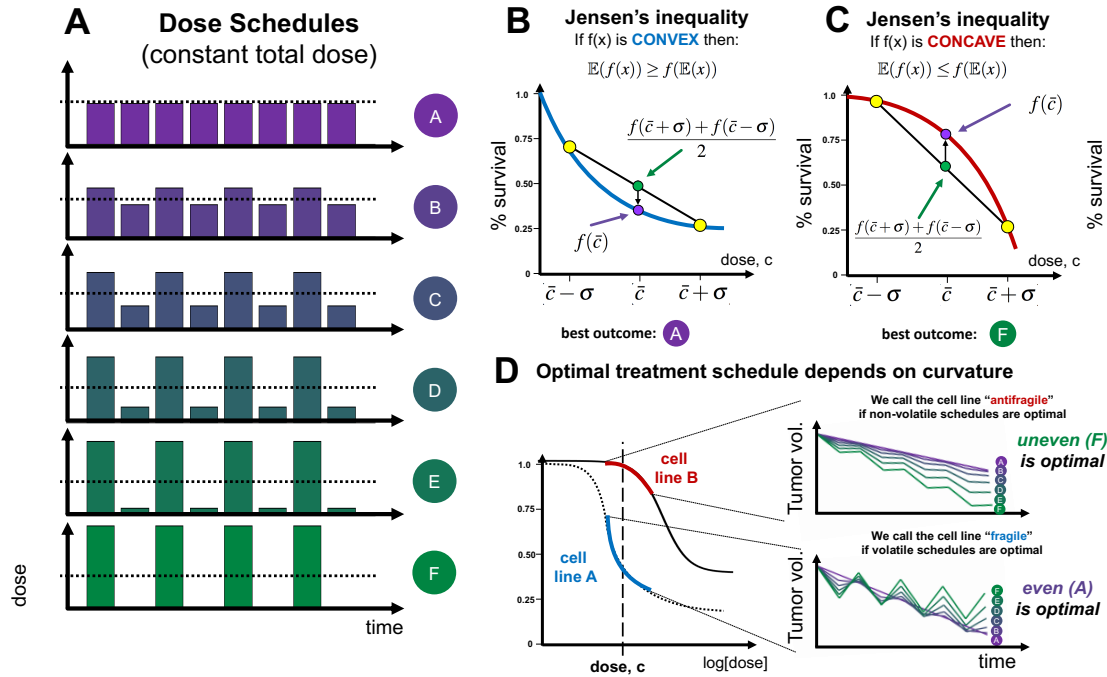 A
Dose Schedules
(constant total dose)
A
B
C
D
E
F
dose
time
B
Jensen's inequality
If f(x) is CONVEX then:
𝔼(f(x)) ≥ f(𝔼(x))
% survival
1.0
0.75
0.50
0.25
0
f(c̄+σ)+f(c̄−σ)
2
f(c̄)
dose, c
c̄−σ
c̄
c̄+σ
best outcome: A
C
Jensen's inequality
If f(x) is CONCAVE then:
𝔼(f(x)) ≤ f(𝔼(x))
% survival
1.0
0.75
0.50
0.25
0
f(c̄)
f(c̄+σ)+f(c̄−σ)
2
dose, c
c̄−σ
c̄
c̄+σ
% survival
best outcome: F
D
Optimal treatment schedule depends on curvature
1.0
0.75
0.50
0.25
0
cell
line B
cell
line A
dose, c
log[dose]
We call the cell line "antifragile"
if non-volatile schedules are optimal
Tumor vol.
A
B
C
D
E
F
uneven (F)
is optimal
We call the cell line "fragile"
if volatile schedules are optimal
Tumor vol.
F
E
D
C
B
A
even (A)
is optimal
time